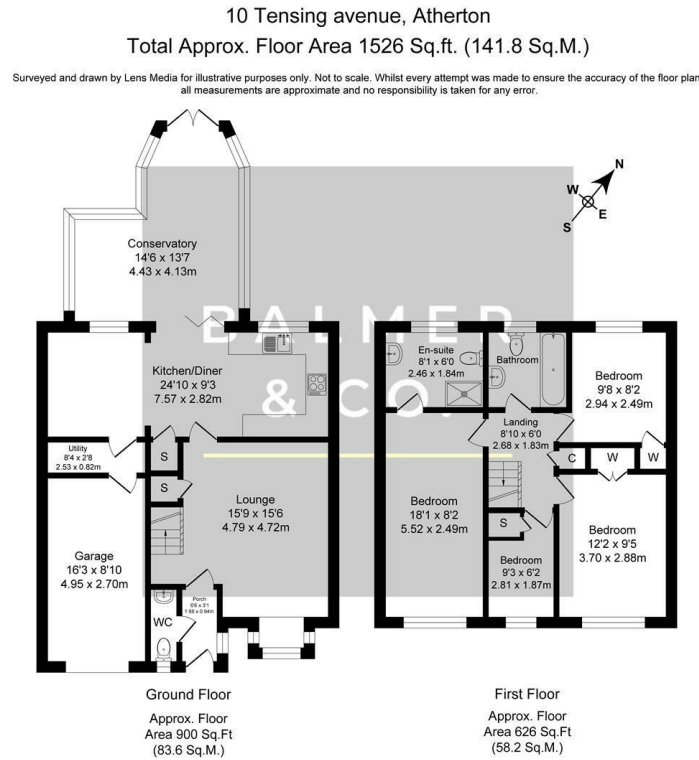 10 Tensing avenue, Atherton
Total Approx. Floor Area 1526 Sq.ft. (141.8 Sq.M.)
Surveyed and drawn by Lens Media for illustrative purposes only. Not to scale. Whilst every attempt was made to ensure the accuracy of the floor plan
all measurements are approximate and no responsibility is taken for any error.
N
W
E
S
Conservatory
14'6 x 13'7
4.43 x 4.13m
BALMER
& CO.
Kitchen/Diner
24'10 x 9'3
7.57 x 2.82m
Utility
8'4 x 2'8
2.53 x 0.82m
S
S
Lounge
15'9 x 15'6
4.79 x 4.72m
Garage
16'3 x 8'10
4.95 x 2.70m
Porch
6'6 x 3'1
1.98 x 0.94m
WC
En-suite
8'1 x 6'0
2.46 x 1.84m
Bathroom
Bedroom
9'8 x 8'2
2.94 x 2.49m
Landing
8'10 x 6'0
2.68 x 1.83m
C
W
W
Bedroom
18'1 x 8'2
5.52 x 2.49m
S
Bedroom
12'2 x 9'5
3.70 x 2.88m
Bedroom
9'3 x 6'2
2.81 x 1.87m
Ground Floor
Approx. Floor
Area 900 Sq.Ft
(83.6 Sq.M.)
First Floor
Approx. Floor
Area 626 Sq.Ft
(58.2 Sq.M.)